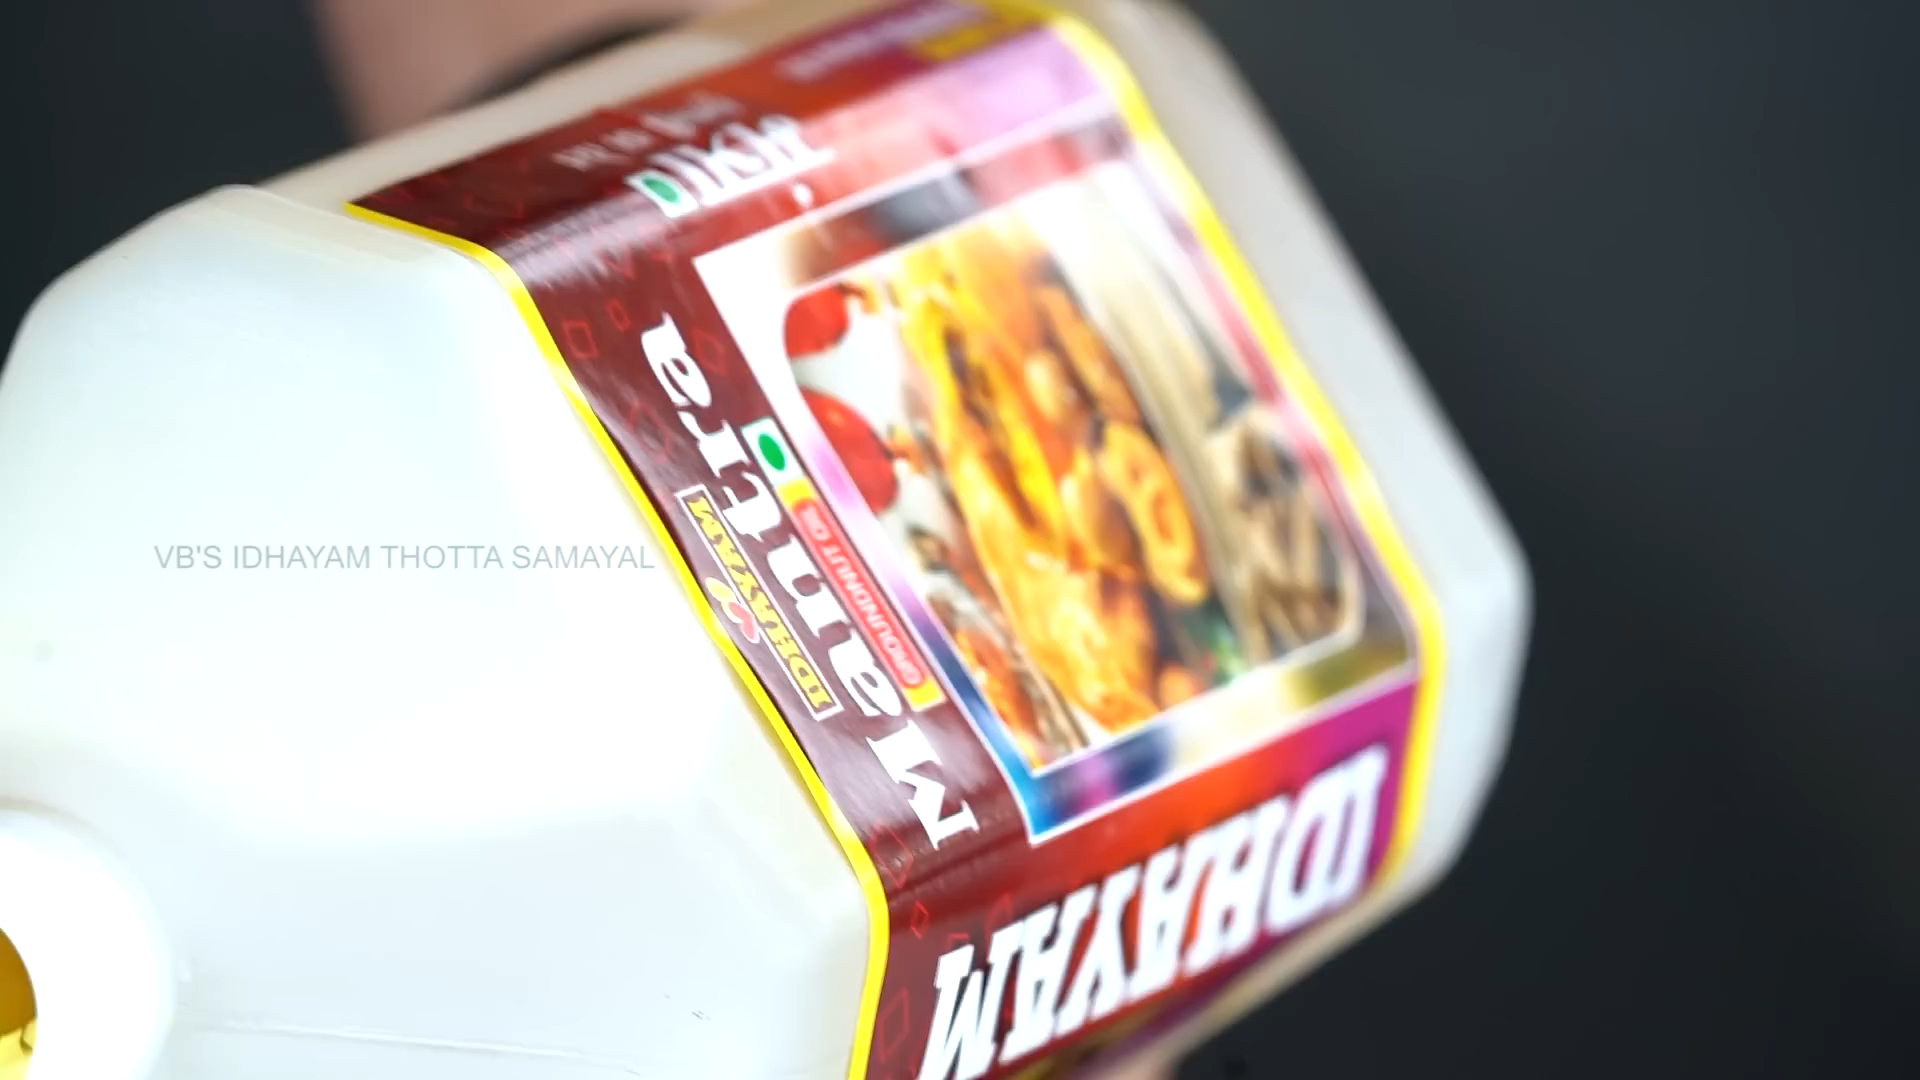 VB'S IDHAYAM THOTTA SAMAYAL
Mantra
IDHAYAM
GROUNDNUT OIL
IDHAYAM